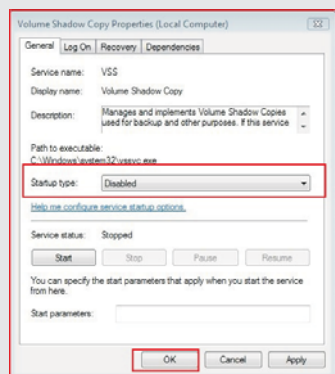 Volume Shadow Copy Properties (Local Computer)
General Log On Recovery Dependencies
Service name: VSS
Display name: Volume Shadow Copy
Description: Manages and implements Volume Shadow Copies
used for backup and other purposes. If this service
Path to executable:
C:\Windows\system32\vssvc.exe
Startup type: Disabled
Help me configure service startup options.
Service status: Stopped
Start Stop Pause Resume
You can specify the start parameters that apply when you start the service
from here.
Start parameters:
OK Cancel Apply